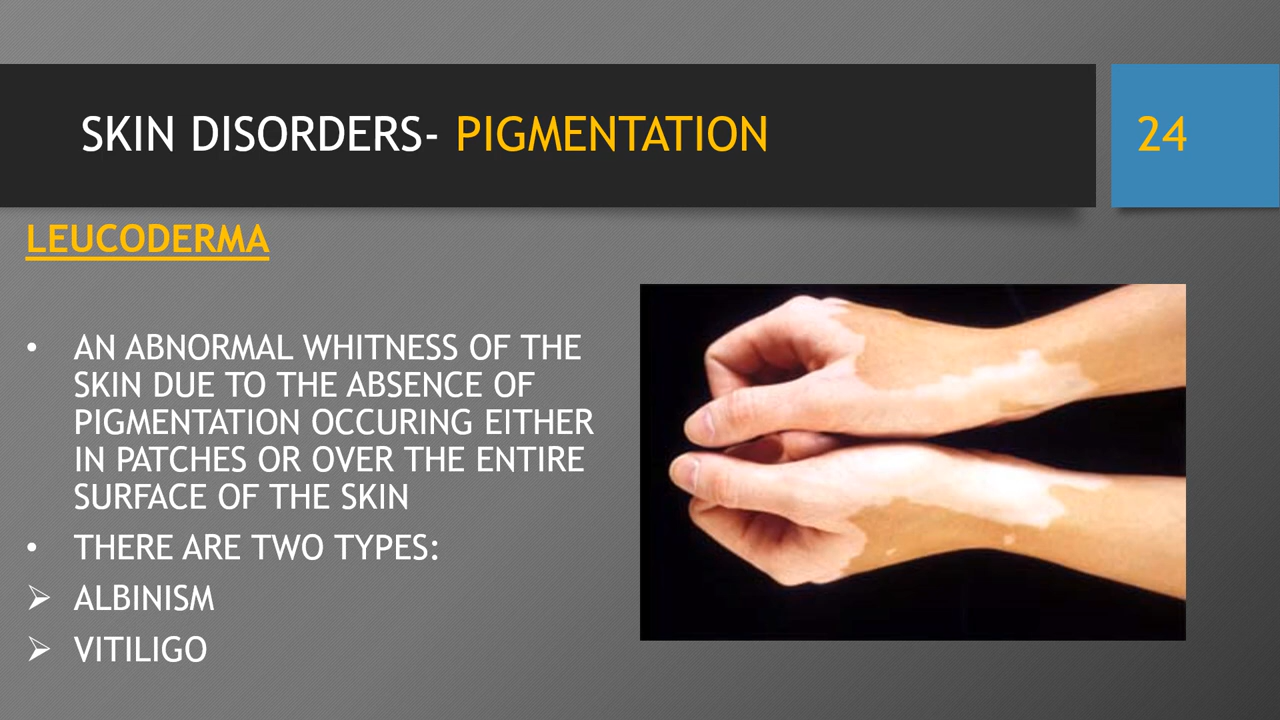 SKIN DISORDERS- PIGMENTATION
24
LEUCODERMA
• AN ABNORMAL WHITNESS OF THE
SKIN DUE TO THE ABSENCE OF
PIGMENTATION OCCURING EITHER
IN PATCHES OR OVER THE ENTIRE
SURFACE OF THE SKIN
• THERE ARE TWO TYPES:
➢ ALBINISM
➢ VITILIGO